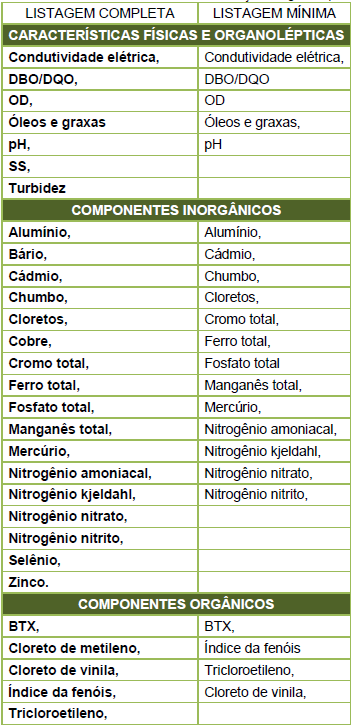 LISTAGEM COMPLETA LISTAGEM MÍNIMA
CARACTERÍSTICAS FÍSICAS E ORGANOLÉPTICAS
Condutividade elétrica, Condutividade elétrica,
DBO/DQO, DBO/DQO
OD, OD
Óleos e graxas Óleos e graxas,
pH, pH
SS,
Turbidez
COMPONENTES INORGÂNICOS
Alumínio, Alumínio,
Bário, Cádmio,
Cádmio, Chumbo,
Chumbo, Cloretos,
Cloretos, Cromo total,
Cobre, Ferro total,
Cromo total, Fosfato total
Ferro total, Manganês total,
Fosfato total, Mercúrio,
Manganês total, Nitrogênio amoniacal,
Mercúrio, Nitrogênio kjeldahl,
Nitrogênio amoniacal, Nitrogênio nitrato,
Nitrogênio kjeldahl, Nitrogênio nitrito,
Nitrogênio nitrato,
Nitrogênio nitrito,
Selênio,
Zinco.
COMPONENTES ORGÂNICOS
BTX, BTX,
Cloreto de metileno, Índice da fenóis
Cloreto de vinila, Tricloroetileno,
Índice da fenóis, Cloreto de vinila,
Tricloroetileno,